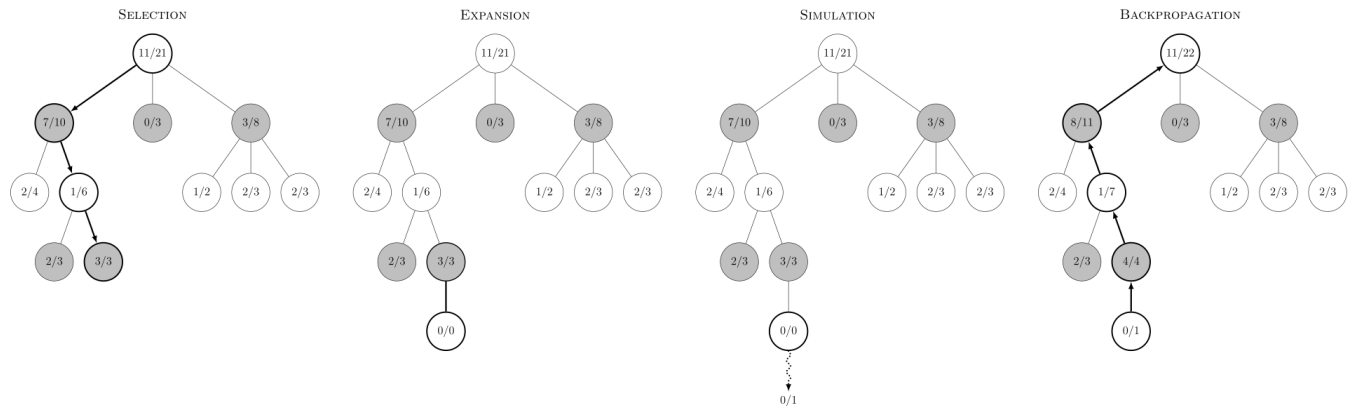 SELECTION
11/21
7/10 0/3 3/8
2/4 1/6 1/2 2/3 2/3
2/3 3/3
EXPANSION
11/21
7/10 0/3 3/8
2/4 1/6 1/2 2/3 2/3
2/3 3/3
0/0
SIMULATION
11/21
7/10 0/3 3/8
2/4 1/6 1/2 2/3 2/3
2/3 3/3
0/0
0/1
BACKPROPAGATION
11/22
8/11 0/3 3/8
2/4 1/7 1/2 2/3 2/3
2/3 4/4
0/1